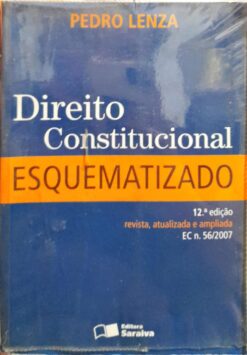 PEDRO LENZA
Direito
Constitucional
ESQUEMATIZADO
12.ª edição
revista, atualizada e ampliada
EC n. 56/2007
Editora
Saraiva